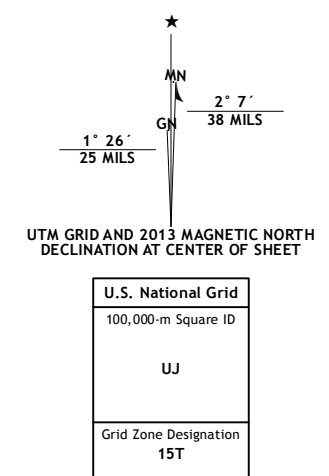 ★
MN
2° 7´
38 MILS
GN
1° 26´
25 MILS
UTM GRID AND 2013 MAGNETIC NORTH
DECLINATION AT CENTER OF SHEET
U.S. National Grid
100,000-m Square ID
UJ
Grid Zone Designation
15T